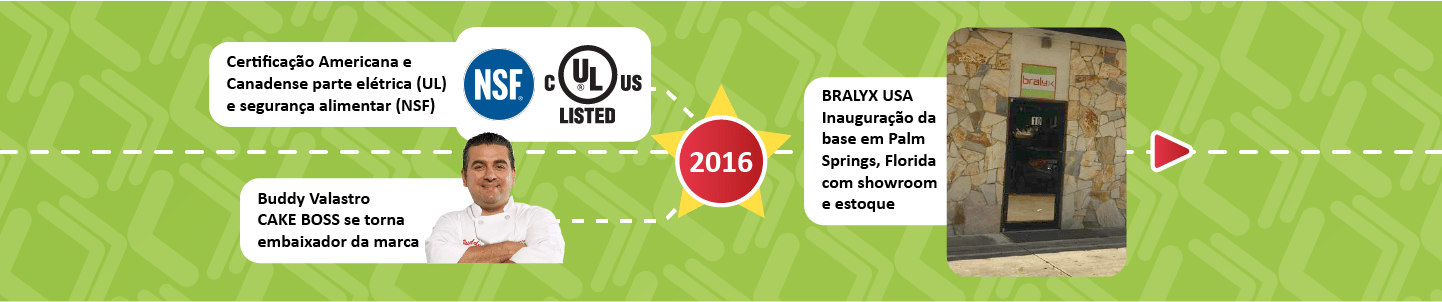 Certificação Americana e
Canadense parte elétrica (UL)
e segurança alimentar (NSF)
NSF®
C UL® US
LISTED
Buddy Valastro
CAKE BOSS se torna
embaixador da marca
2016
BRALYX USA
Inauguração da
base em Palm
Springs, Florida
com showroom
e estoque
bralyx